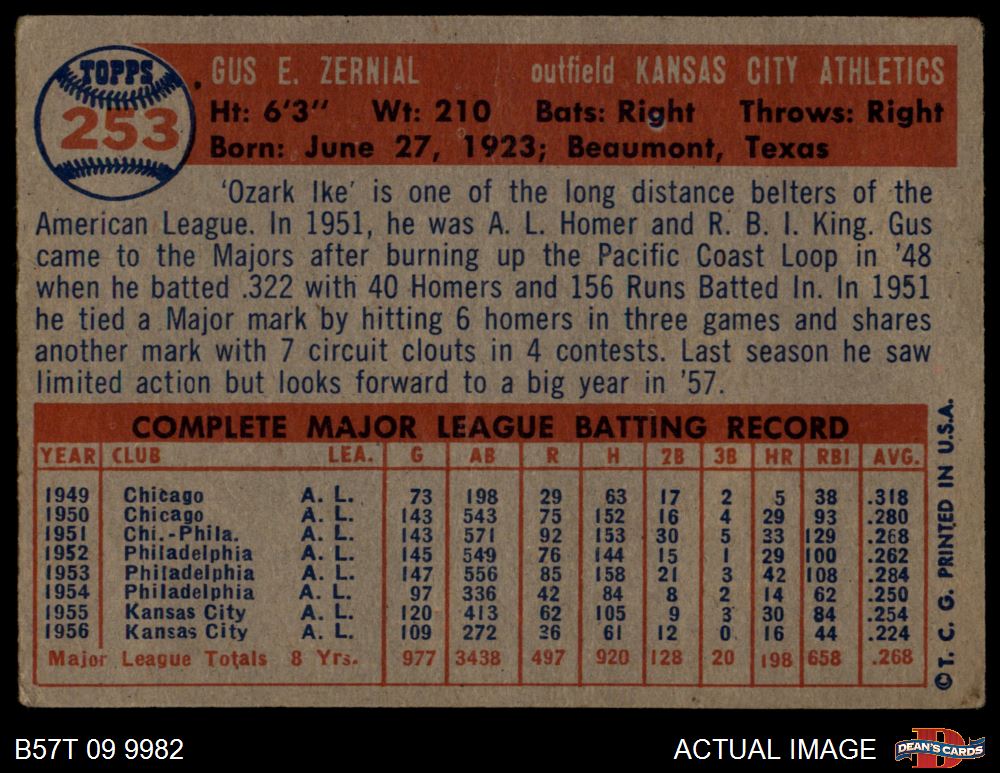 TOPPS
253
GUS E. ZERNIAL outfield KANSAS CITY ATHLETICS
Ht: 6'3" Wt: 210 Bats: Right Throws: Right
Born: June 27, 1923; Beaumont, Texas
'Ozark Ike' is one of the long distance belters of the
American League. In 1951, he was A. L. Homer and R. B. I. King. Gus
came to the Majors after burning up the Pacific Coast Loop in '48
when he batted .322 with 40 Homers and 156 Runs Batted In. In 1951
he tied a Major mark by hitting 6 homers in three games and shares
another mark with 7 circuit clouts in 4 contests. Last season he saw
limited action but looks forward to a big year in '57.
COMPLETE MAJOR LEAGUE BATTING RECORD
YEAR CLUB LEA. G AB R H 2B 3B HR RBI AVG.
1949 Chicago A. L. 73 198 29 63 17 2 5 38 .318
1950 Chicago A. L. 143 543 75 152 16 4 29 93 .280
1951 Chi.-Phila. A. L. 143 571 92 153 30 5 33 129 .268
1952 Philadelphia A. L. 145 549 76 144 15 1 29 100 .262
1953 Philadelphia A. L. 147 556 85 158 21 3 42 108 .284
1954 Philadelphia A. L. 97 336 42 84 8 2 14 62 .250
1955 Kansas City A. L. 120 413 62 105 9 3 30 84 .254
1956 Kansas City A. L. 109 272 36 61 12 0 16 44 .224
Major League Totals 8 Yrs. 977 3438 497 920 128 20 198 658 .268
©T. C. G. PRINTED IN U.S.A.
B57T 09 9982 ACTUAL IMAGE
D
DEAN'S CARDS